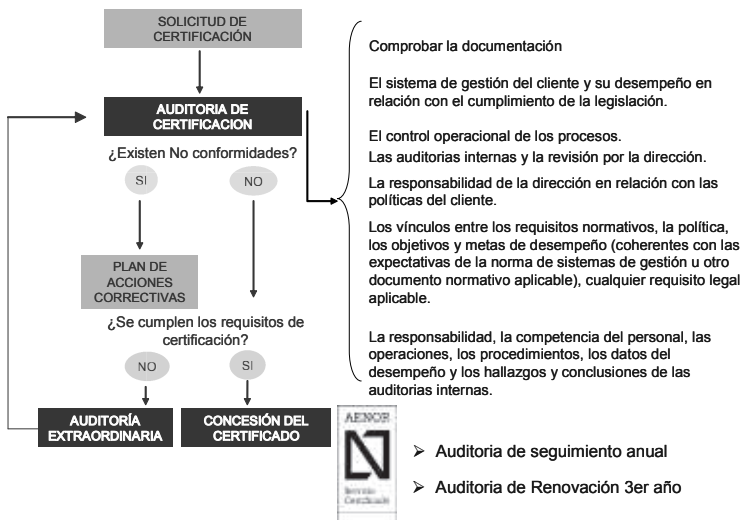 SOLICITUD DE
CERTIFICACIÓN
AUDITORIA DE
CERTIFICACION
¿Existen No conformidades?
SI
NO
PLAN DE
ACCIONES
CORRECTIVAS
¿Se cumplen los requisitos de
certificación?
NO
SI
AUDITORÍA
EXTRAORDINARIA
CONCESIÓN DEL
CERTIFICADO
Comprobar la documentación
El sistema de gestión del cliente y su desempeño en
relación con el cumplimiento de la legislación.
El control operacional de los procesos.
Las auditorias internas y la revisión por la dirección.
La responsabilidad de la dirección en relación con las
políticas del cliente.
Los vínculos entre los requisitos normativos, la política,
los objetivos y metas de desempeño (coherentes con las
expectativas de la norma de sistemas de gestión u otro
documento normativo aplicable), cualquier requisito legal
aplicable.
La responsabilidad, la competencia del personal, las
operaciones, los procedimientos, los datos del
desempeño y los hallazgos y conclusiones de las
auditorias internas.
AENOR
Servicio
Certificado
➢ Auditoria de seguimiento anual
➢ Auditoria de Renovación 3er año